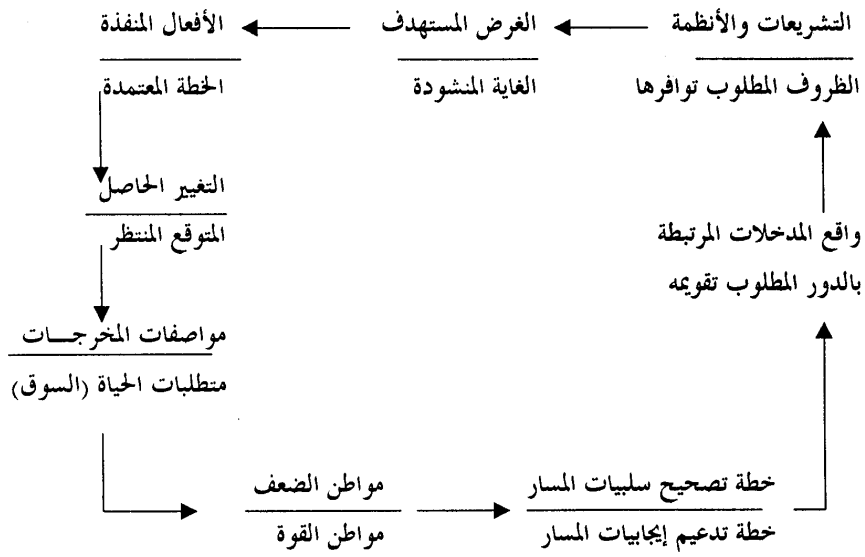 التشريعات والأنظمة
الظروف المطلوب توافرها
الغرض المستهدف
الغاية المنشودة
الأفعال المنفذة
الخطة المعتمدة
التغيير الحاصل
المتوقع المنتظر
مواصفات المخرجـــات
متطلبات الحياة (السوق)
مواطن الضعف
مواطن القوة
خطة تصحيح سلبيات المسار
خطة تدعيم إيجابيات المسار
واقع المدخلات المرتبطة
بالدور المطلوب تقويمه